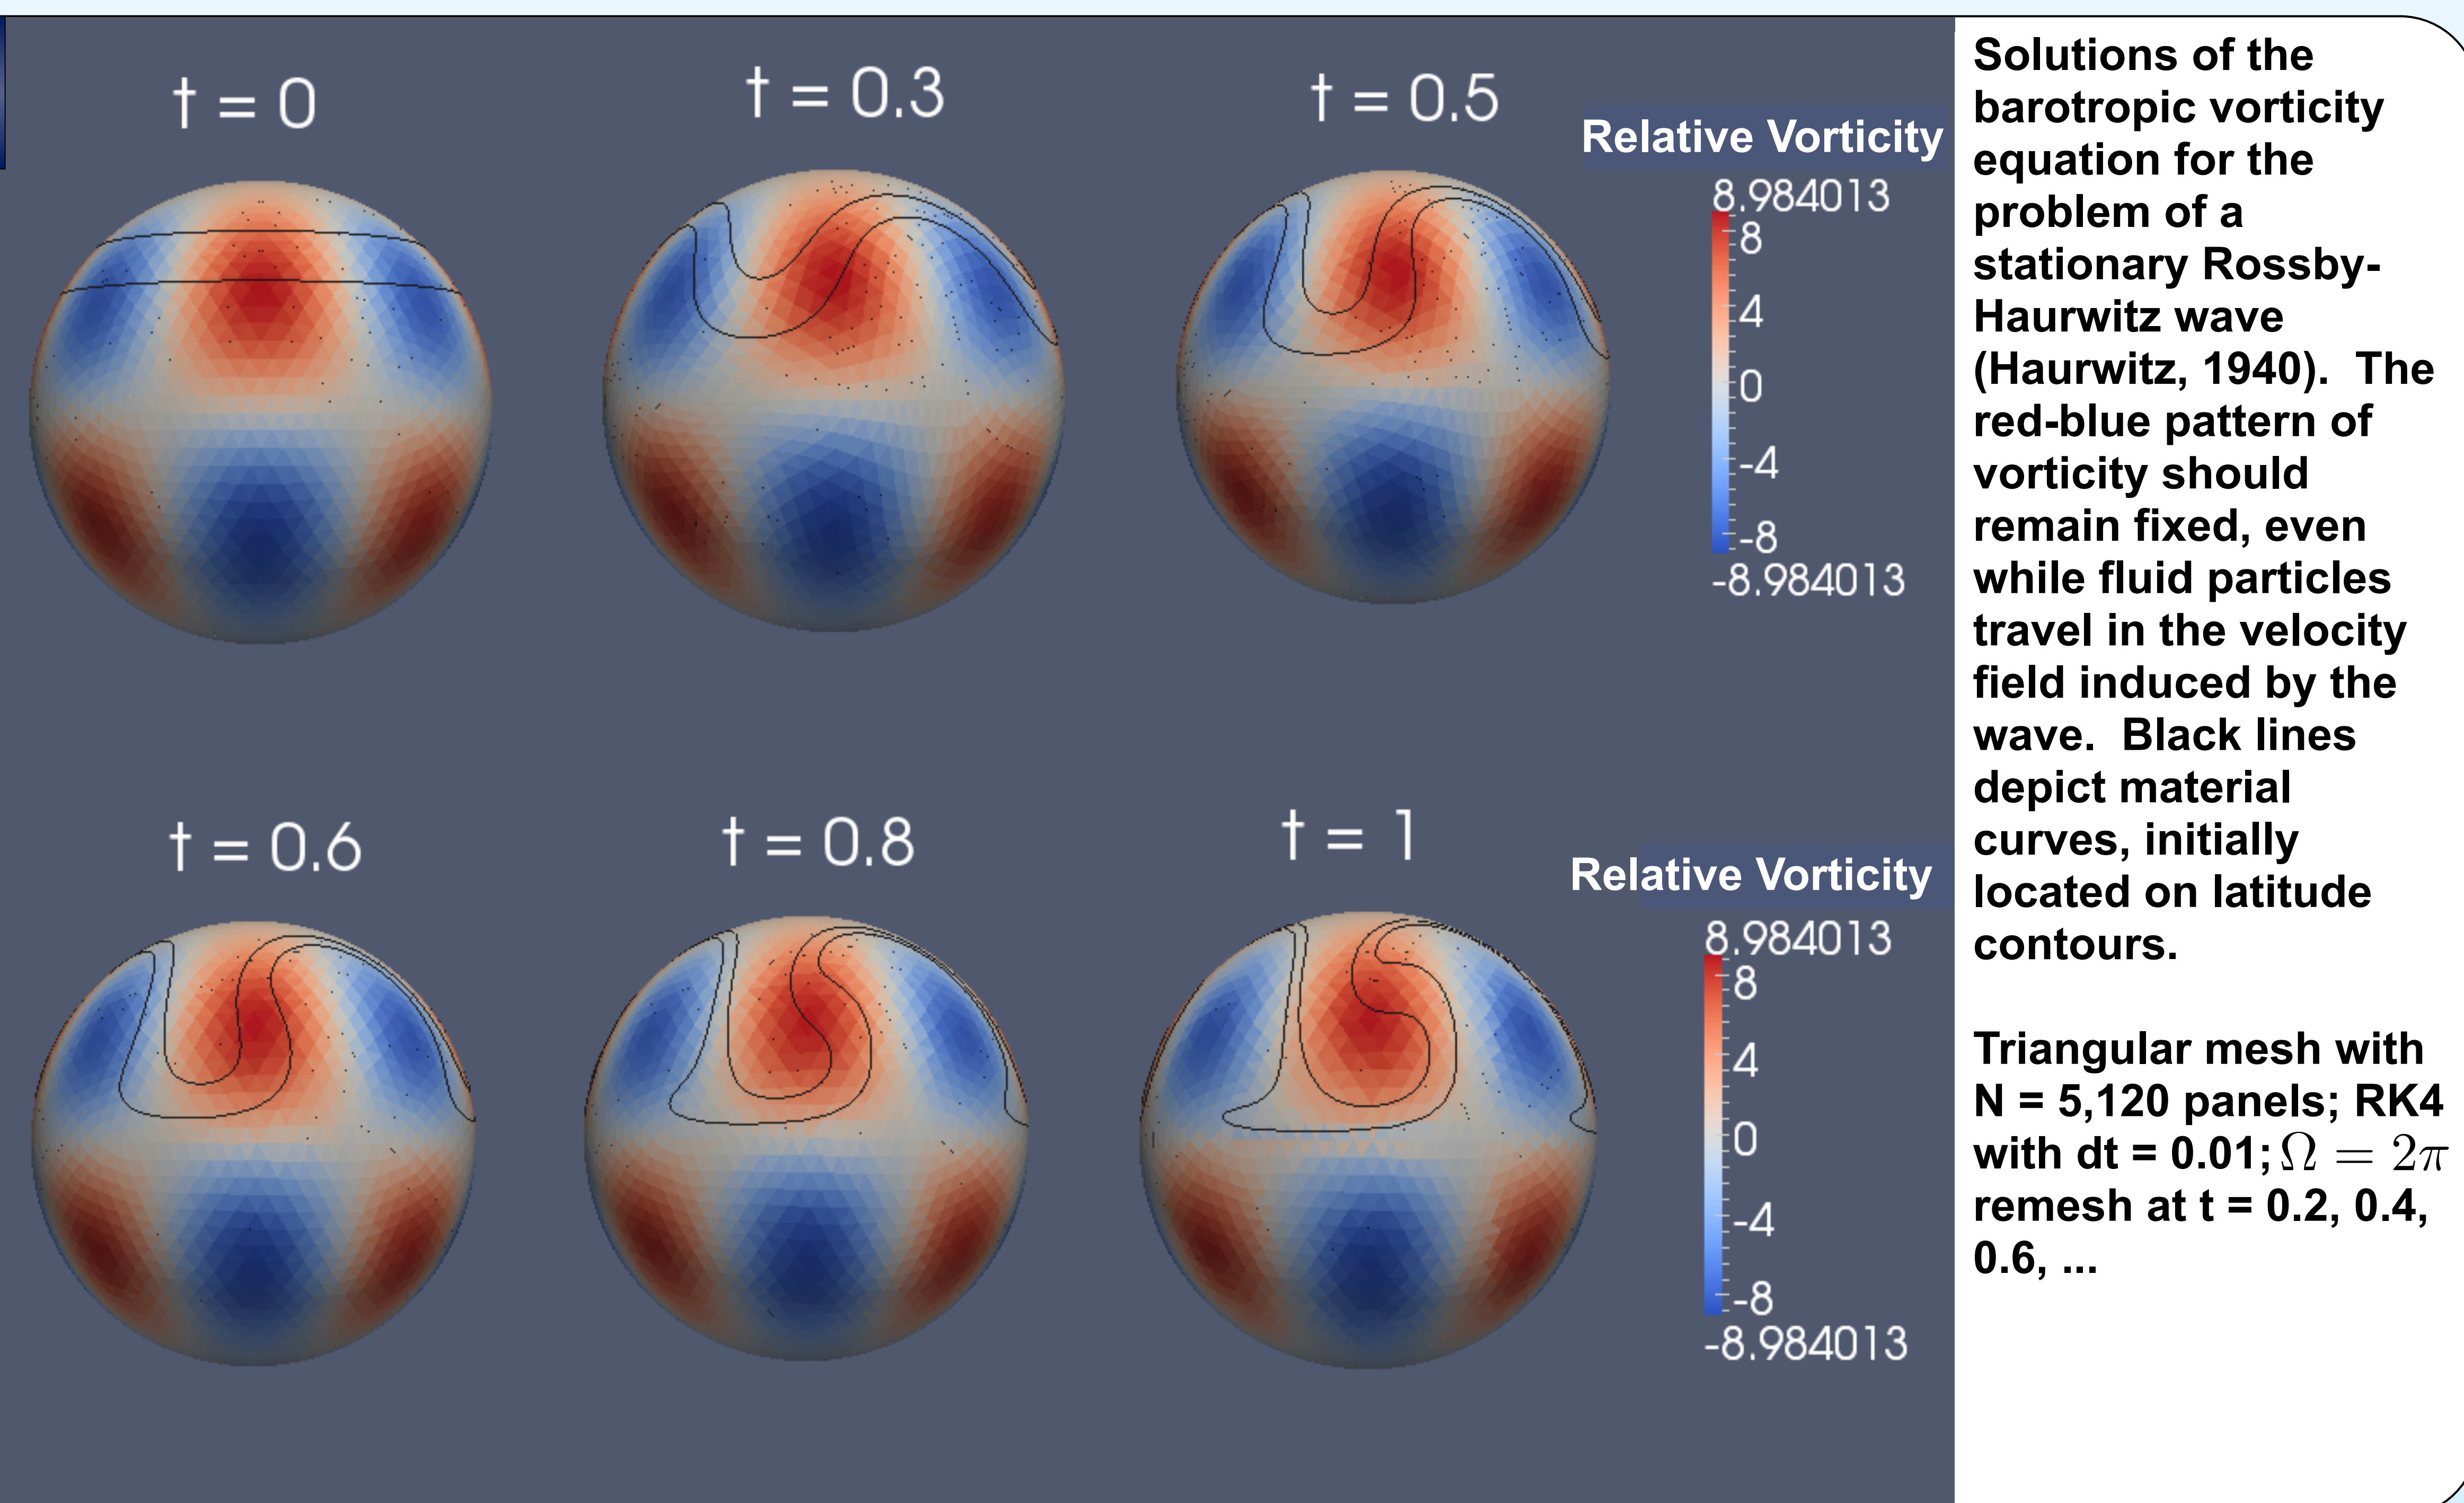 t = 0
t = 0.3
t = 0.5
Relative Vorticity
8.984013
8
4
0
-4
-8
-8.984013
t = 0.6
t = 0.8
t = 1
Relative Vorticity
8.984013
8
4
0
-4
-8
-8.984013
Solutions of the
barotropic vorticity
equation for the
problem of a
stationary Rossby-
Haurwitz wave
(Haurwitz, 1940).  The
red-blue pattern of
vorticity should
remain fixed, even
while fluid particles
travel in the velocity
field induced by the
wave.  Black lines
depict material
curves, initially
located on latitude
contours.
Triangular mesh with
N = 5,120 panels; RK4
with dt = 0.01; Ω = 2π
remesh at t = 0.2, 0.4,
0.6, ...